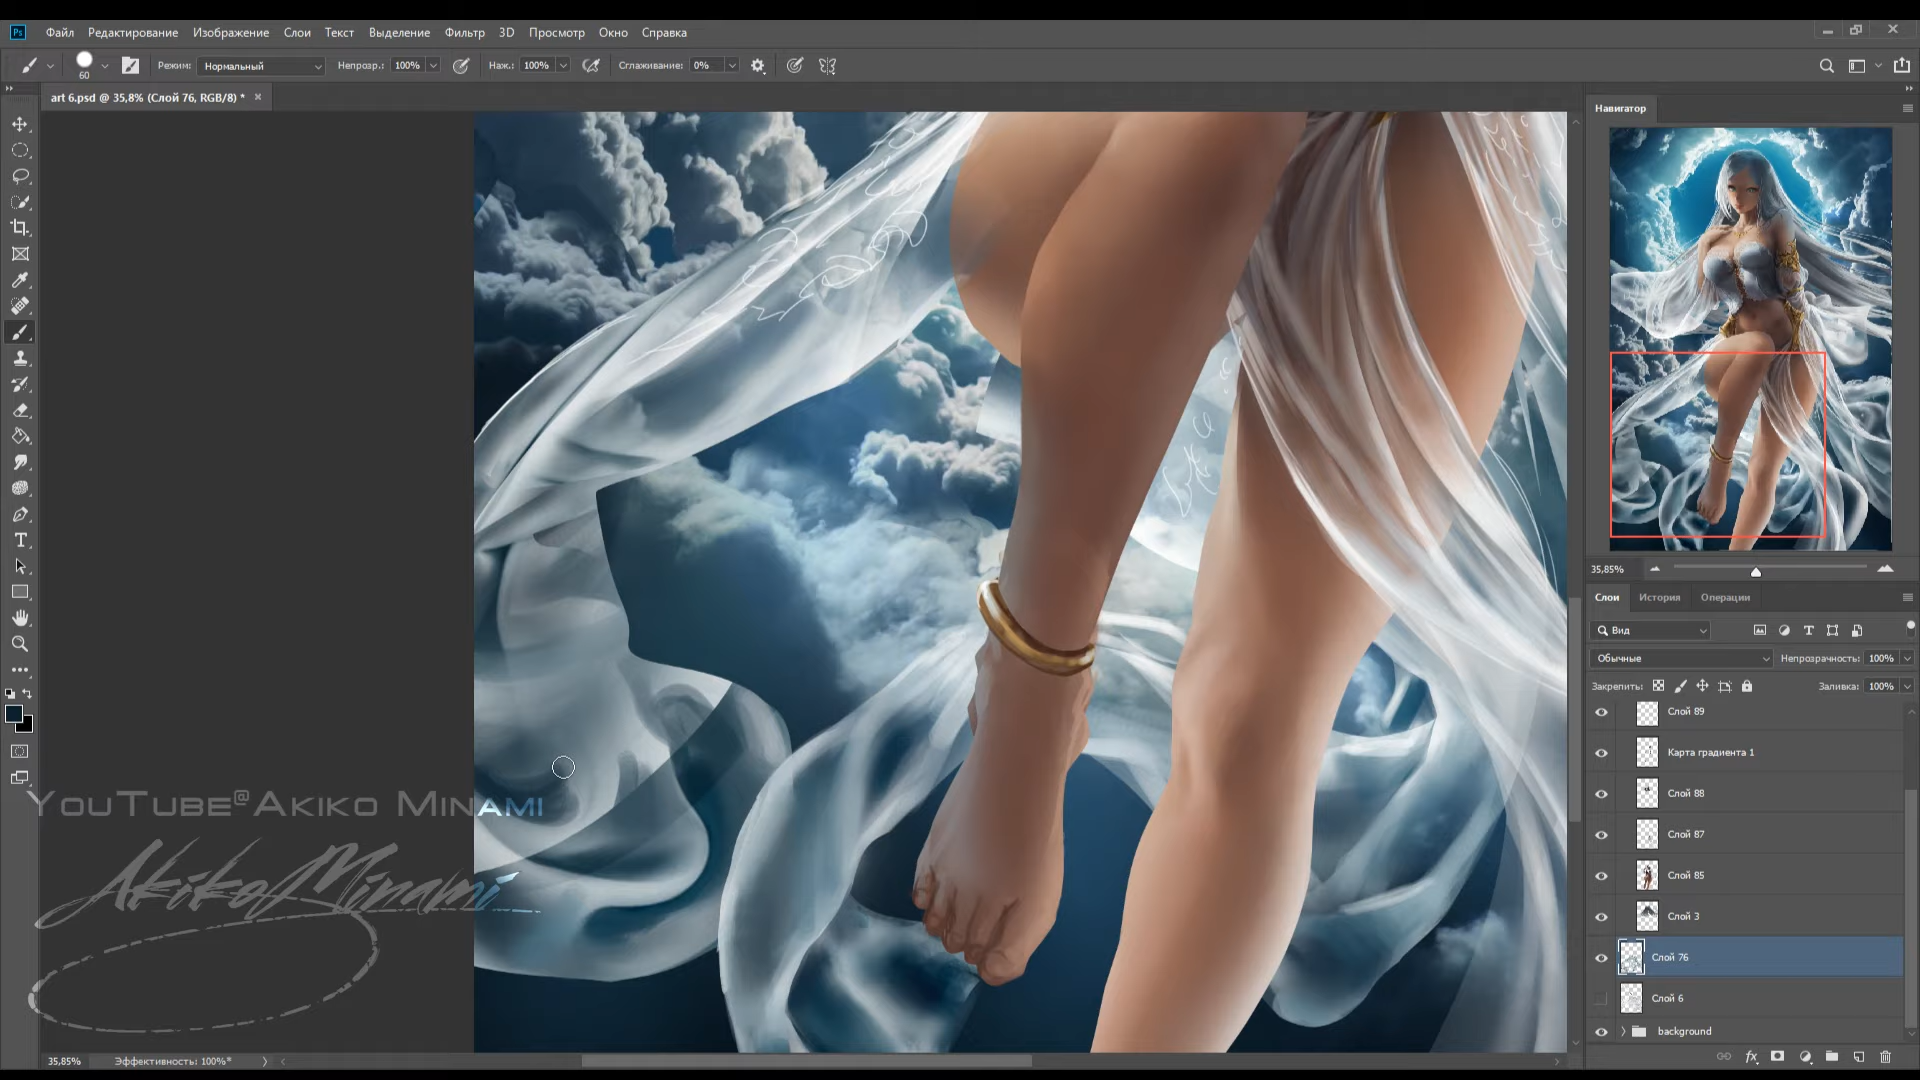 Ps Файл Редактирование Изображение Слои Текст Выделение Фильтр 3D Просмотр Окно Справка
60 Режим: Нормальный Непрозр.: 100% Наж.: 100% Сглаживание: 0%
art 6.psd @ 35,8% (Слой 76, RGB/8) *
Навигатор
35,85%
Слои История Операции
Вид
Обычные Непрозрачность: 100%
Закрепить: Заливка: 100%
Слой 89
Карта градиента 1
Слой 88
Слой 87
Слой 85
Слой 3
Слой 76
Слой 6
background
YouTube@Akiko Minami
Akiko Minami
35,85% Эффективность: 100%*